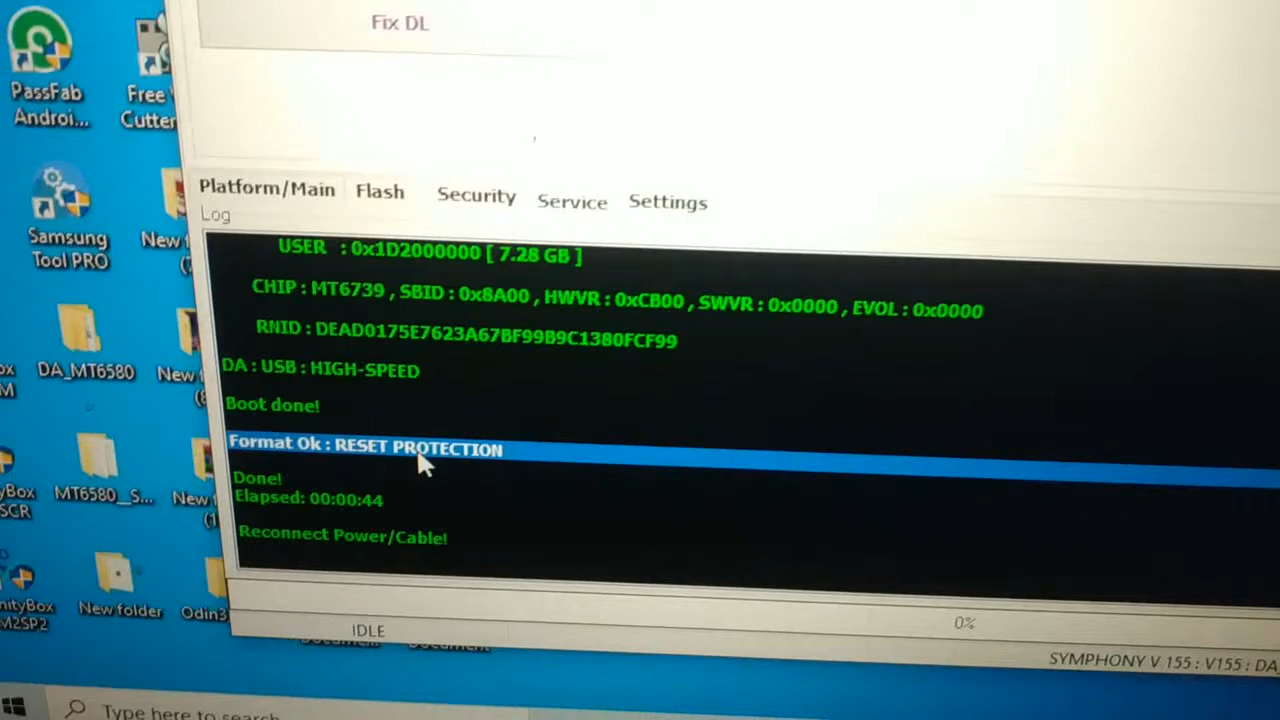 Fix DL
PassFab
Androi...
Free
Cutter
Samsung
Tool PRO
New
DA_MT6580
New
MT6580__S...
New
New folder
Odin3
Platform/Main Flash Security Service Settings
Log
USER : 0x1D2000000 [ 7.28 GB ]
CHIP : MT6739 , SBID : 0x8A00 , HWVR : 0xCB00 , SWVR : 0x0000 , EVOL : 0x0000
RNID : DEAD0175E7623A67BF99B9C1380FCF99
DA : USB : HIGH-SPEED
Boot done!
Format Ok : RESET PROTECTION
Done!
Elapsed: 00:00:44
Reconnect Power/Cable!
IDLE 0%
SYMPHONY V 155 : V155 : DA_
Type here to search